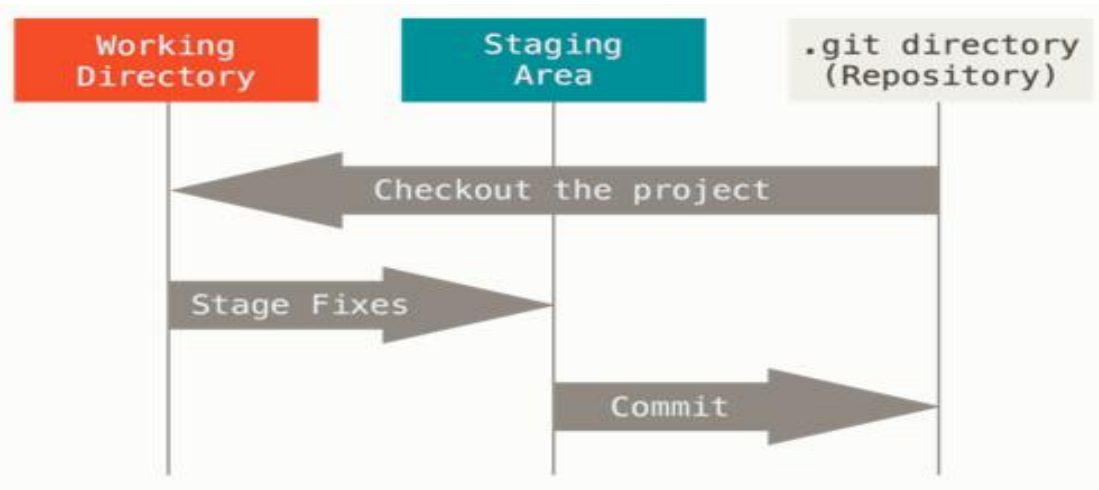 Working
Directory
Staging
Area
.git directory
(Repository)
Checkout the project
Stage Fixes
Commit